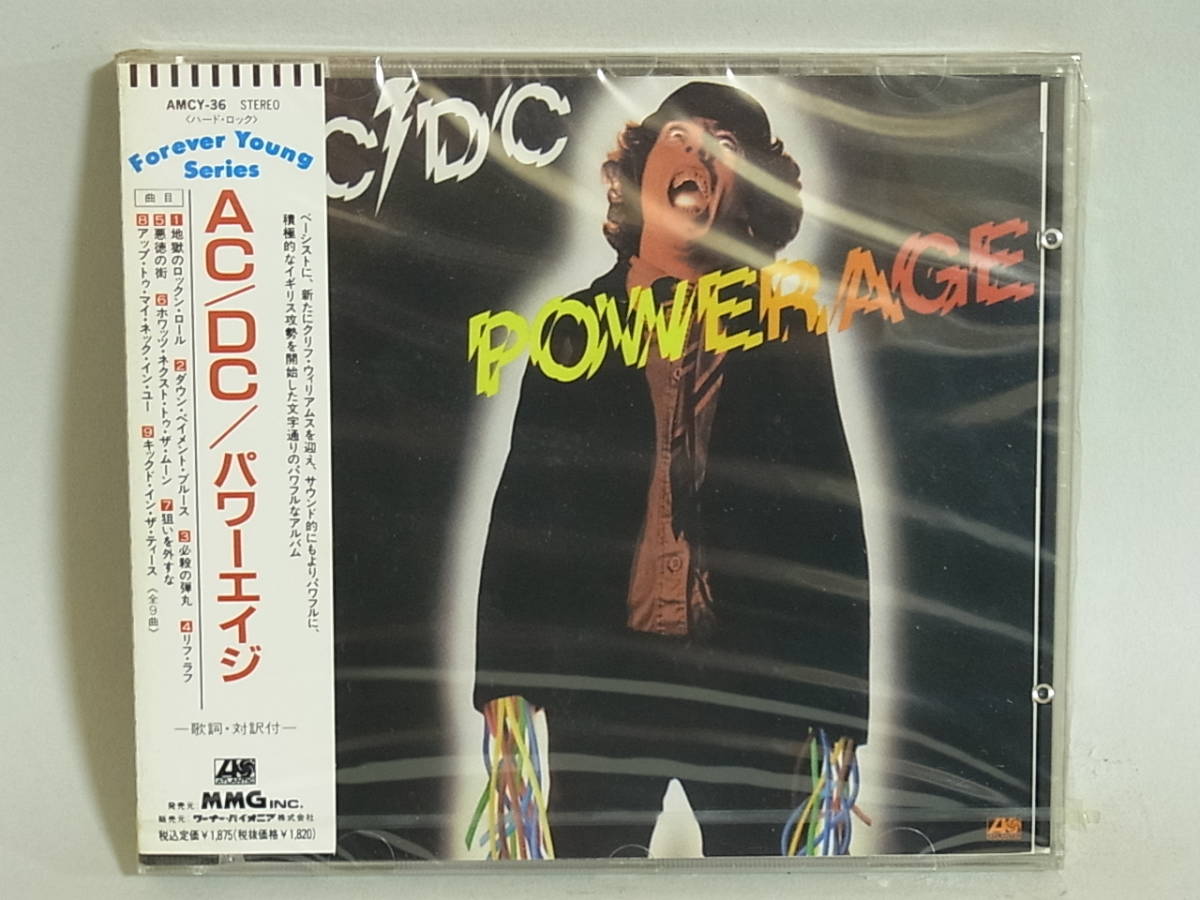 AMCY-36 STEREO
〈ハード・ロック〉
Forever Young
Series
曲目
1 地獄のロックン・ロール 2 ダウン・ペイメント・ブルース 3 必殺の弾丸 4 リフ・ラフ
5 悪徳の街 6 ホワッツ・ネクスト・トゥ・ザ・ムーン 7 狙いを外すな
8 アップ・トゥ・マイ・ネック・イン・ユー 9 キックド・イン・ザ・ティース 〈全9曲〉
AC/DC/パワーエイジ
ベーシストに、新たにクリフ・ウィリアムスを迎え、サウンド的にもよりパワフルに、
積極的なイギリス攻勢を開始した文字通りのパワフルなアルバム
—歌詞・対訳付—
ATLANTIC
発売元 MMG INC.
販売元 ワーナー・パイオニア株式会社
税込定価￥1,875(税抜価格￥1,820)
C/DC
POWERAGE